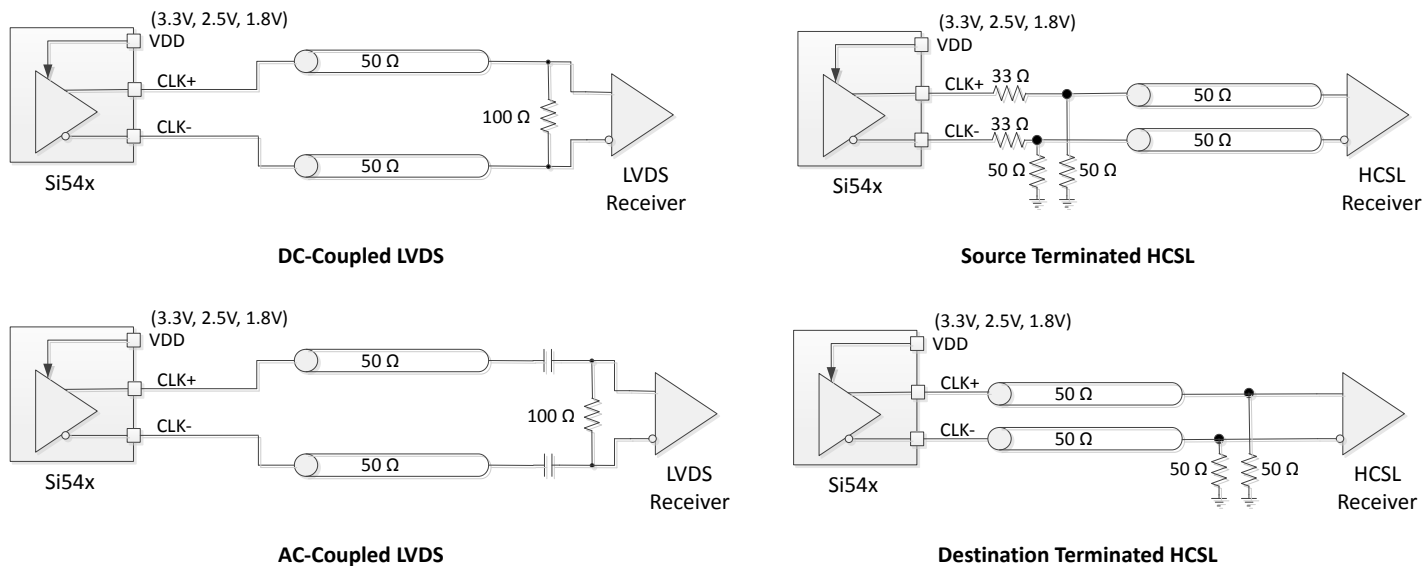 (3.3V, 2.5V, 1.8V)
VDD
50 Ω
CLK+
100 Ω
CLK-
50 Ω
Si54x
LVDS
Receiver
DC-Coupled LVDS
(3.3V, 2.5V, 1.8V)
VDD
CLK+
33 Ω
50 Ω
CLK-
33 Ω
50 Ω
50 Ω
50 Ω
Si54x
HCSL
Receiver
Source Terminated HCSL
(3.3V, 2.5V, 1.8V)
VDD
50 Ω
CLK+
100 Ω
CLK-
50 Ω
Si54x
LVDS
Receiver
AC-Coupled LVDS
(3.3V, 2.5V, 1.8V)
VDD
CLK+
50 Ω
CLK-
50 Ω
50 Ω
50 Ω
Si54x
HCSL
Receiver
Destination Terminated HCSL